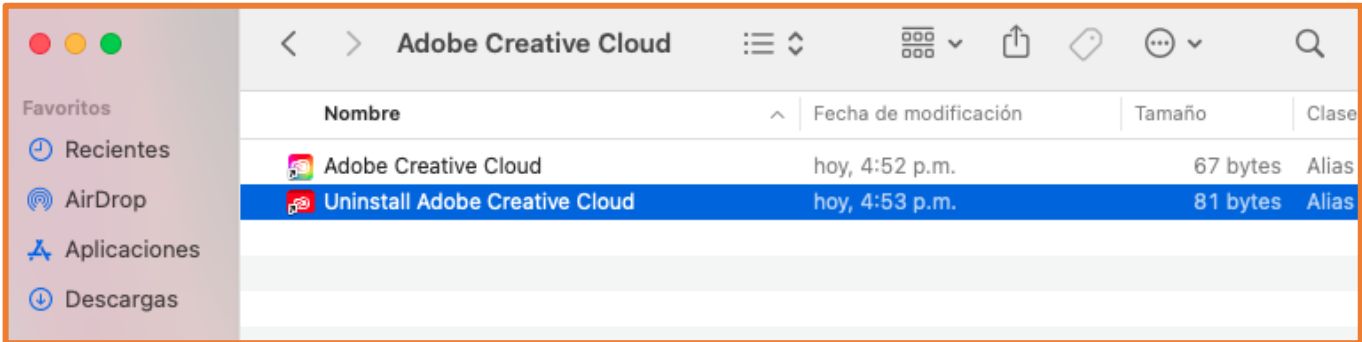 Adobe Creative Cloud
Favoritos
Recientes
AirDrop
Aplicaciones
Descargas
Nombre Fecha de modificación Tamaño Clase
Adobe Creative Cloud hoy, 4:52 p.m. 67 bytes Alias
Uninstall Adobe Creative Cloud hoy, 4:53 p.m. 81 bytes Alias